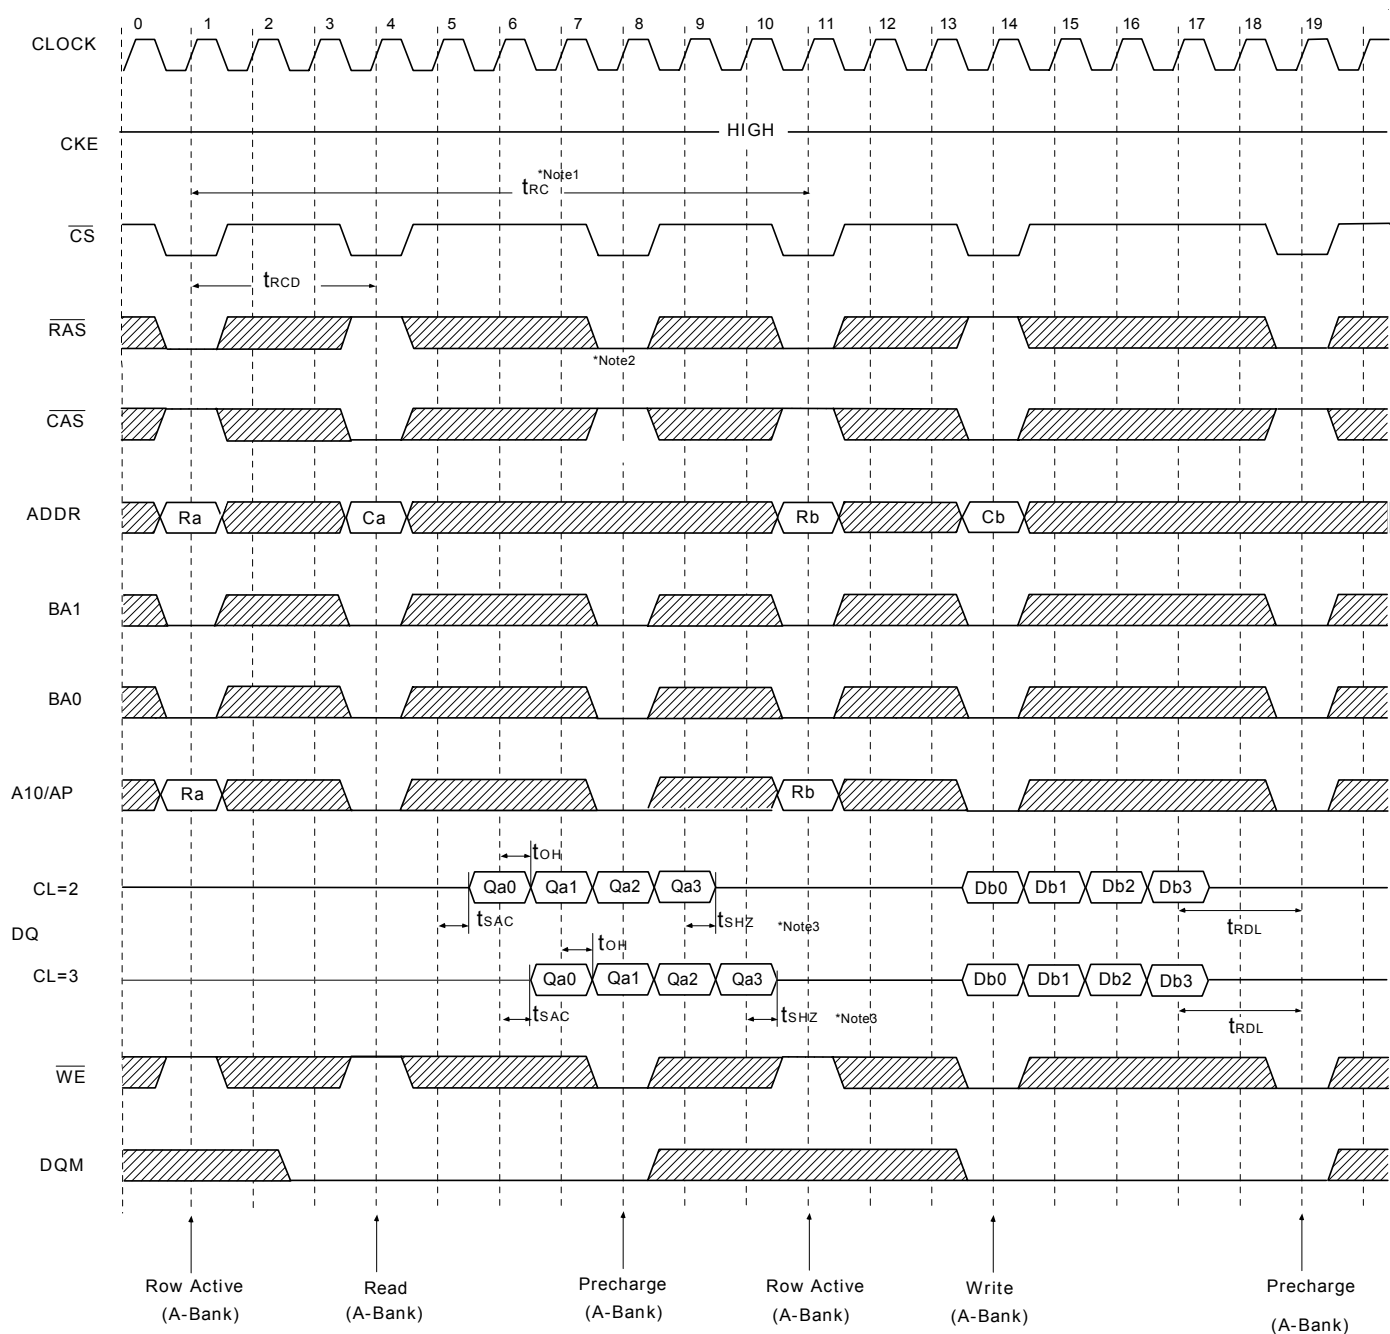 0 1 2 3 4 5 6 7 8 9 10 11 12 13 14 15 16 17 18 19
CLOCK
HIGH
CKE
tRC *Note1
CS
tRCD
RAS
*Note2
CAS
ADDR Ra Ca Rb Cb
BA1
BA0
A10/AP Ra Rb
tOH
CL=2 Qa0 Qa1 Qa2 Qa3 Db0 Db1 Db2 Db3
tSAC tSHZ *Note3 tRDL
DQ
tOH
CL=3 Qa0 Qa1 Qa2 Qa3 Db0 Db1 Db2 Db3
tSAC tSHZ *Note3 tRDL
WE
DQM
Row Active Read Precharge Row Active Write Precharge
(A-Bank) (A-Bank) (A-Bank) (A-Bank) (A-Bank) (A-Bank)